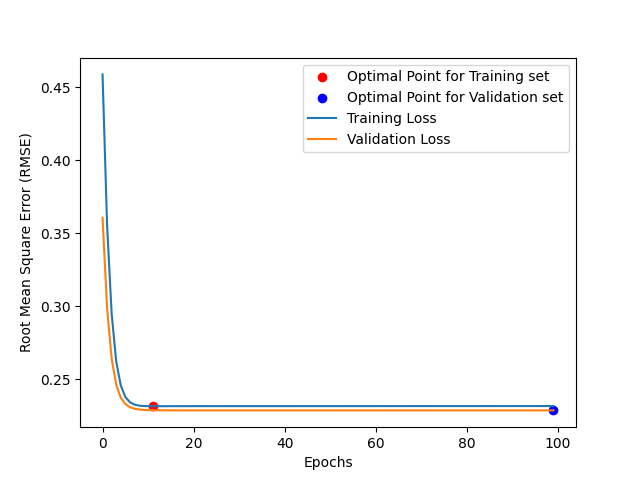 Optimal Point for Training set
Optimal Point for Validation set
Training Loss
Validation Loss
Root Mean Square Error (RMSE)
0.45
0.40
0.35
0.30
0.25
0 20 40 60 80 100
Epochs